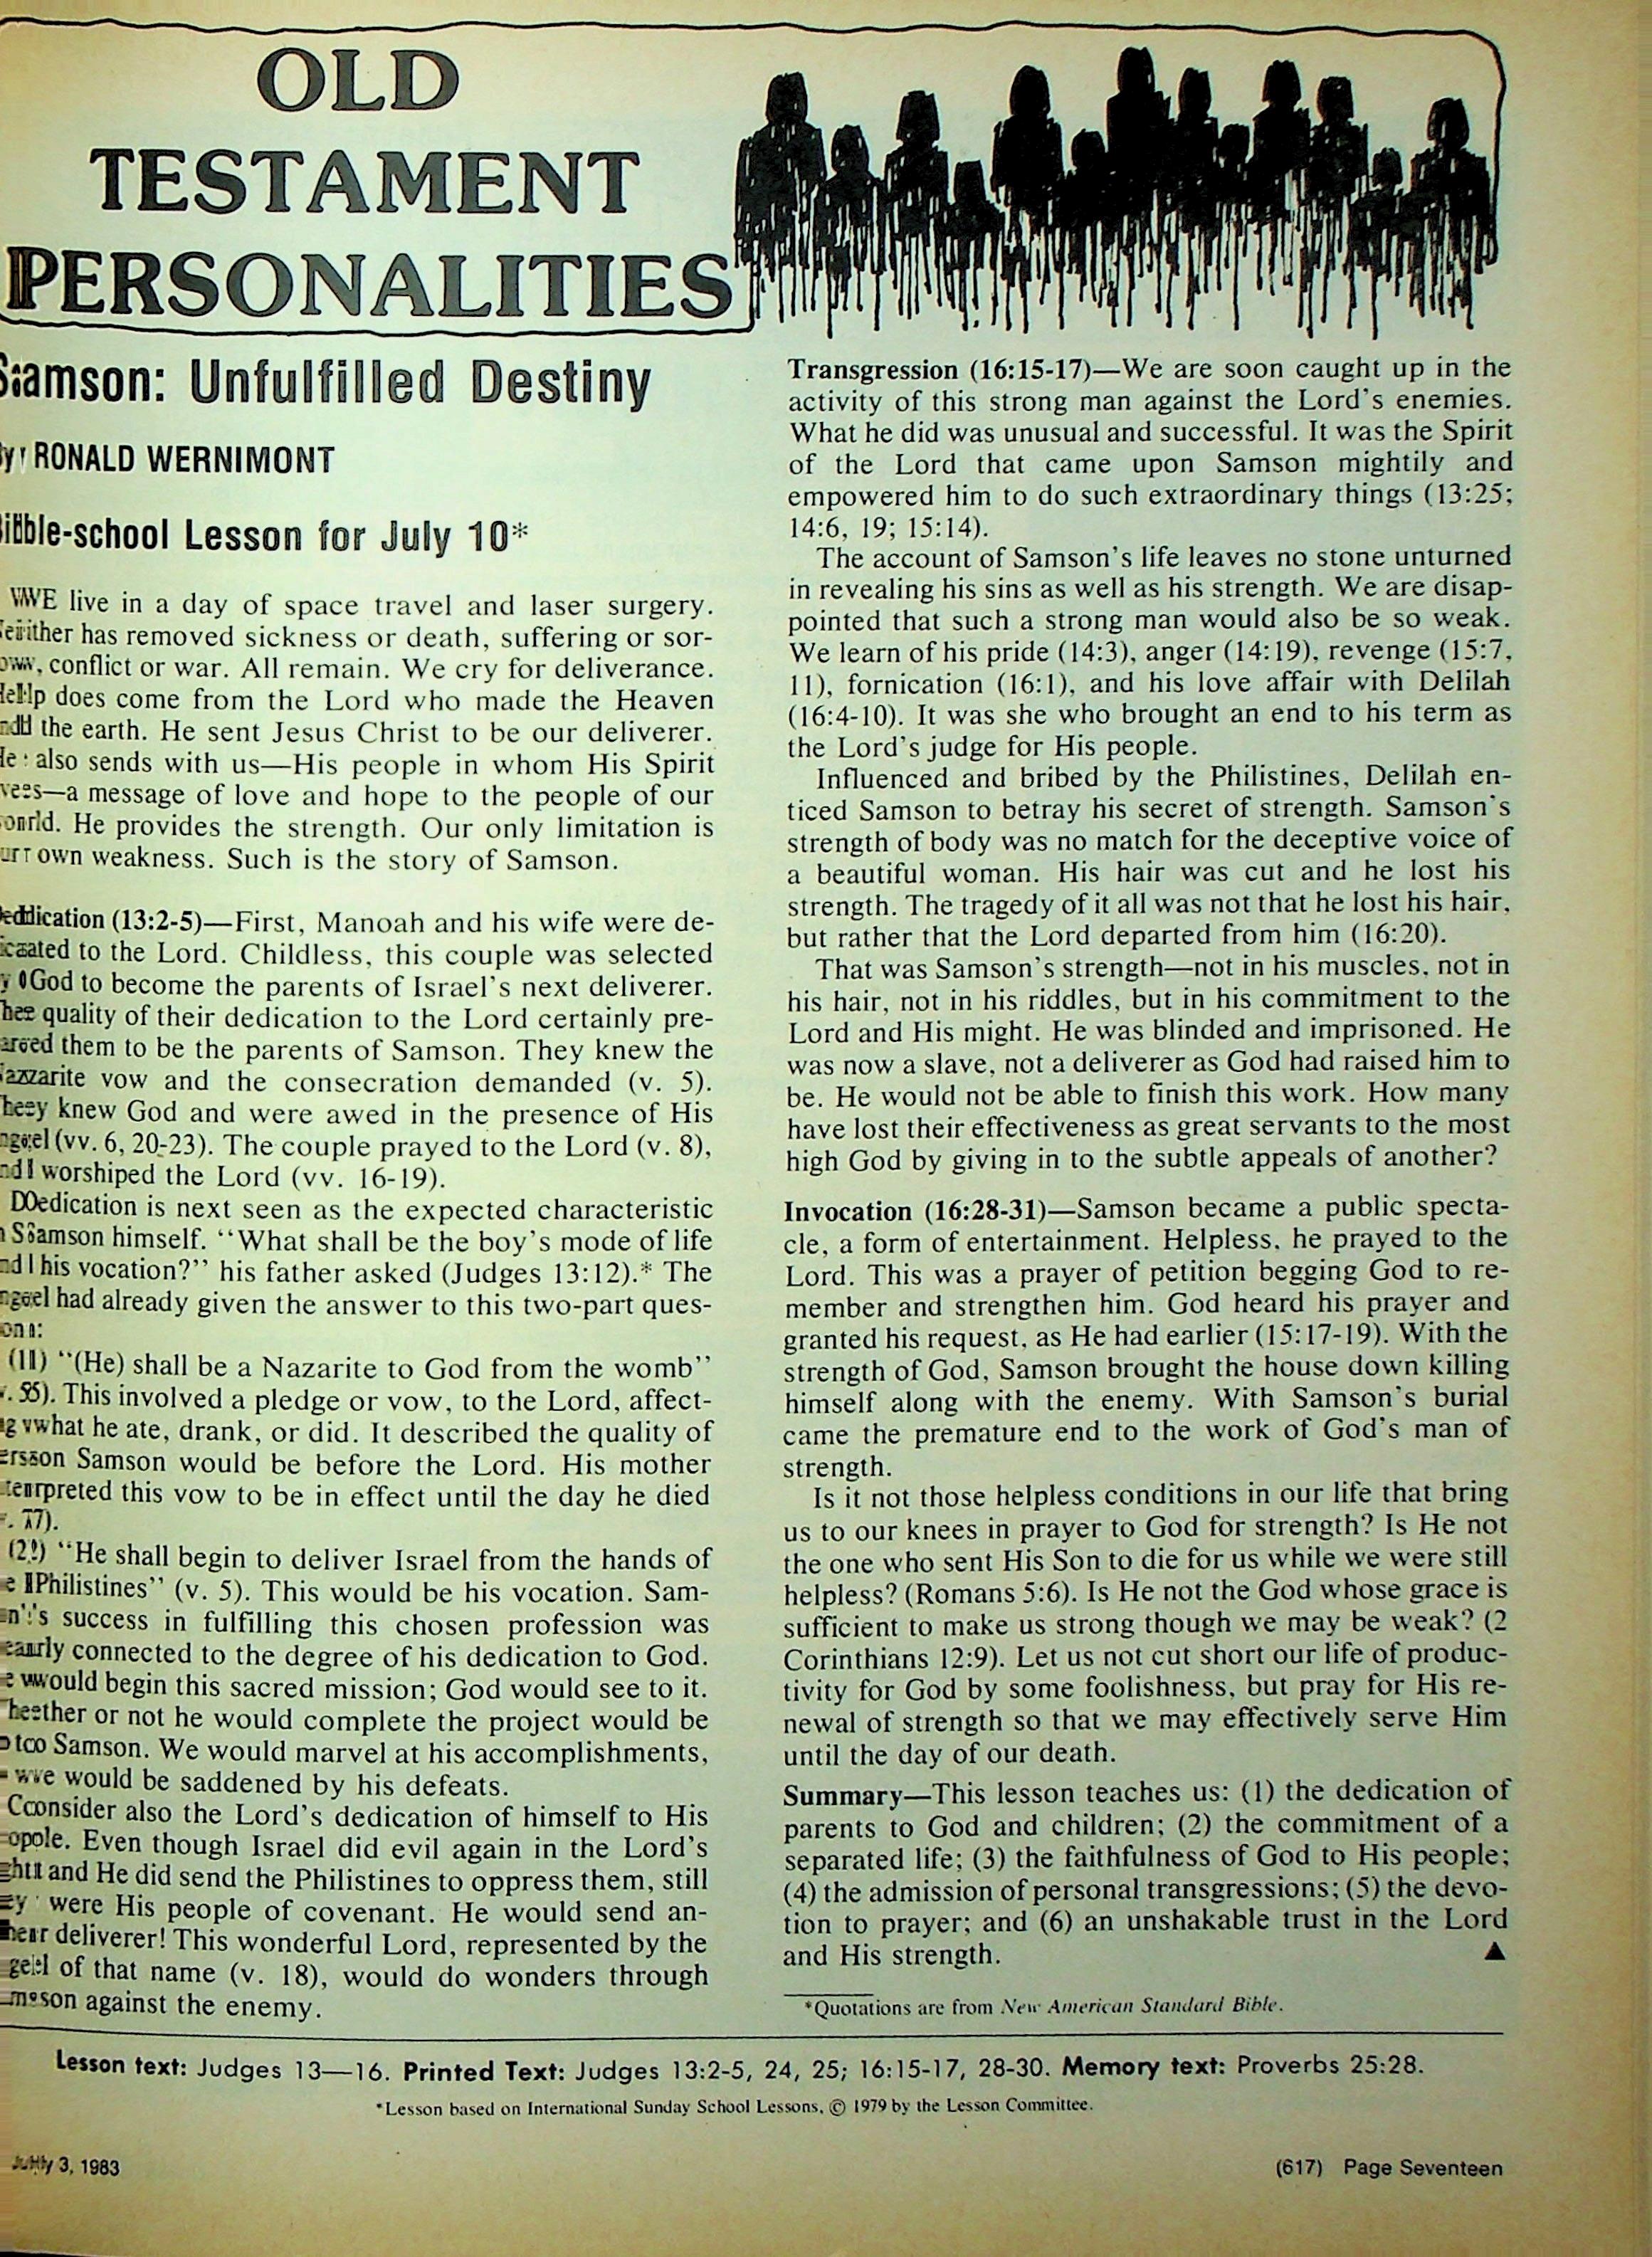 OLD
TESTAMENT
PERSONALITIES
Samson: Unfulfilled Destiny
By RONALD WERNIMONT
Bible-school Lesson for July 10*
WE live in a day of space travel and laser surgery.
Neither has removed sickness or death, suffering or sor-
row, conflict or war. All remain. We cry for deliverance.
Help does come from the Lord who made the Heaven
and the earth. He sent Jesus Christ to be our deliverer.
He also sends with us—His people in whom His Spirit
lives—a message of love and hope to the people of our
world. He provides the strength. Our only limitation is
our own weakness. Such is the story of Samson.
Dedication (13:2-5)—First, Manoah and his wife were de-
dicated to the Lord. Childless, this couple was selected
by God to become the parents of Israel's next deliverer.
The quality of their dedication to the Lord certainly pre-
pared them to be the parents of Samson. They knew the
Nazarite vow and the consecration demanded (v. 5).
They knew God and were awed in the presence of His
angel (vv. 6, 20-23). The couple prayed to the Lord (v. 8),
and worshiped the Lord (vv. 16-19).
Dedication is next seen as the expected characteristic
in Samson himself. "What shall be the boy's mode of life
and his vocation?" his father asked (Judges 13:12).* The
angel had already given the answer to this two-part ques-
tion:
(1) "(He) shall be a Nazarite to God from the womb"
(v. 5). This involved a pledge or vow, to the Lord, affect-
ing what he ate, drank, or did. It described the quality of
person Samson would be before the Lord. His mother
interpreted this vow to be in effect until the day he died
(v. 7).
(2) "He shall begin to deliver Israel from the hands of
the Philistines" (v. 5). This would be his vocation. Sam-
son's success in fulfilling this chosen profession was
clearly connected to the degree of his dedication to God.
He would begin this sacred mission; God would see to it.
Whether or not he would complete the project would be
up to Samson. We would marvel at his accomplishments,
we would be saddened by his defeats.
Consider also the Lord's dedication of himself to His
people. Even though Israel did evil again in the Lord's
sight and He did send the Philistines to oppress them, still
they were His people of covenant. He would send an-
other deliverer! This wonderful Lord, represented by the
angel of that name (v. 18), would do wonders through
Samson against the enemy.
Transgression (16:15-17)—We are soon caught up in the
activity of this strong man against the Lord's enemies.
What he did was unusual and successful. It was the Spirit
of the Lord that came upon Samson mightily and
empowered him to do such extraordinary things (13:25;
14:6, 19; 15:14).
The account of Samson's life leaves no stone unturned
in revealing his sins as well as his strength. We are disap-
pointed that such a strong man would also be so weak.
We learn of his pride (14:3), anger (14:19), revenge (15:7,
11), fornication (16:1), and his love affair with Delilah
(16:4-10). It was she who brought an end to his term as
the Lord's judge for His people.
Influenced and bribed by the Philistines, Delilah en-
ticed Samson to betray his secret of strength. Samson's
strength of body was no match for the deceptive voice of
a beautiful woman. His hair was cut and he lost his
strength. The tragedy of it all was not that he lost his hair,
but rather that the Lord departed from him (16:20).
That was Samson's strength—not in his muscles, not in
his hair, not in his riddles, but in his commitment to the
Lord and His might. He was blinded and imprisoned. He
was now a slave, not a deliverer as God had raised him to
be. He would not be able to finish this work. How many
have lost their effectiveness as great servants to the most
high God by giving in to the subtle appeals of another?
Invocation (16:28-31)—Samson became a public specta-
cle, a form of entertainment. Helpless, he prayed to the
Lord. This was a prayer of petition begging God to re-
member and strengthen him. God heard his prayer and
granted his request, as He had earlier (15:17-19). With the
strength of God, Samson brought the house down killing
himself along with the enemy. With Samson's burial
came the premature end to the work of God's man of
strength.
Is it not those helpless conditions in our life that bring
us to our knees in prayer to God for strength? Is He not
the one who sent His Son to die for us while we were still
helpless? (Romans 5:6). Is He not the God whose grace is
sufficient to make us strong though we may be weak? (2
Corinthians 12:9). Let us not cut short our life of produc-
tivity for God by some foolishness, but pray for His re-
newal of strength so that we may effectively serve Him
until the day of our death.
Summary—This lesson teaches us: (1) the dedication of
parents to God and children; (2) the commitment of a
separated life; (3) the faithfulness of God to His people;
(4) the admission of personal transgressions; (5) the devo-
tion to prayer; and (6) an unshakable trust in the Lord
and His strength. ▲
*Quotations are from New American Standard Bible.
Lesson text: Judges 13—16. Printed Text: Judges 13:2-5, 24, 25; 16:15-17, 28-30. Memory text: Proverbs 25:28.
*Lesson based on International Sunday School Lessons, © 1979 by the Lesson Committee.
July 3, 1983
(617) Page Seventeen